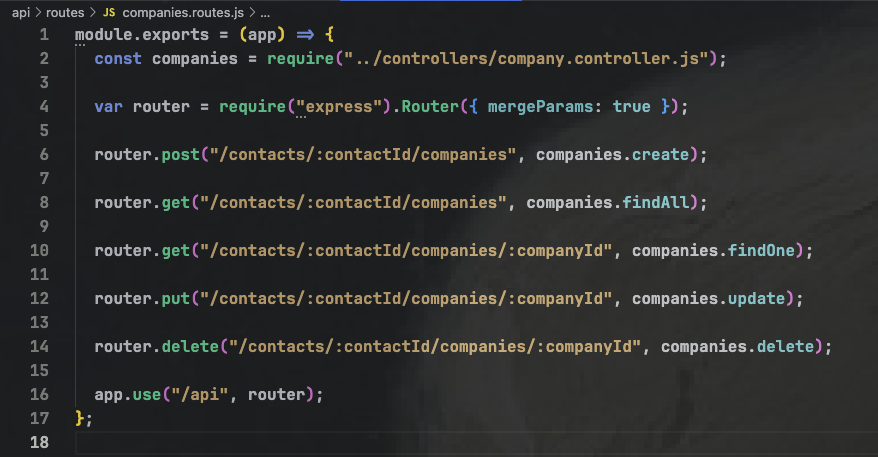 api > routes > JS companies.routes.js > ...
1 module.exports = (app) => {
2   const companies = require("../controllers/company.controller.js");
3
4   var router = require("express").Router({ mergeParams: true });
5
6   router.post("/contacts/:contactId/companies", companies.create);
7
8   router.get("/contacts/:contactId/companies", companies.findAll);
9
10   router.get("/contacts/:contactId/companies/:companyId", companies.findOne);
11
12   router.put("/contacts/:contactId/companies/:companyId", companies.update);
13
14   router.delete("/contacts/:contactId/companies/:companyId", companies.delete);
15
16   app.use("/api", router);
17 };
18